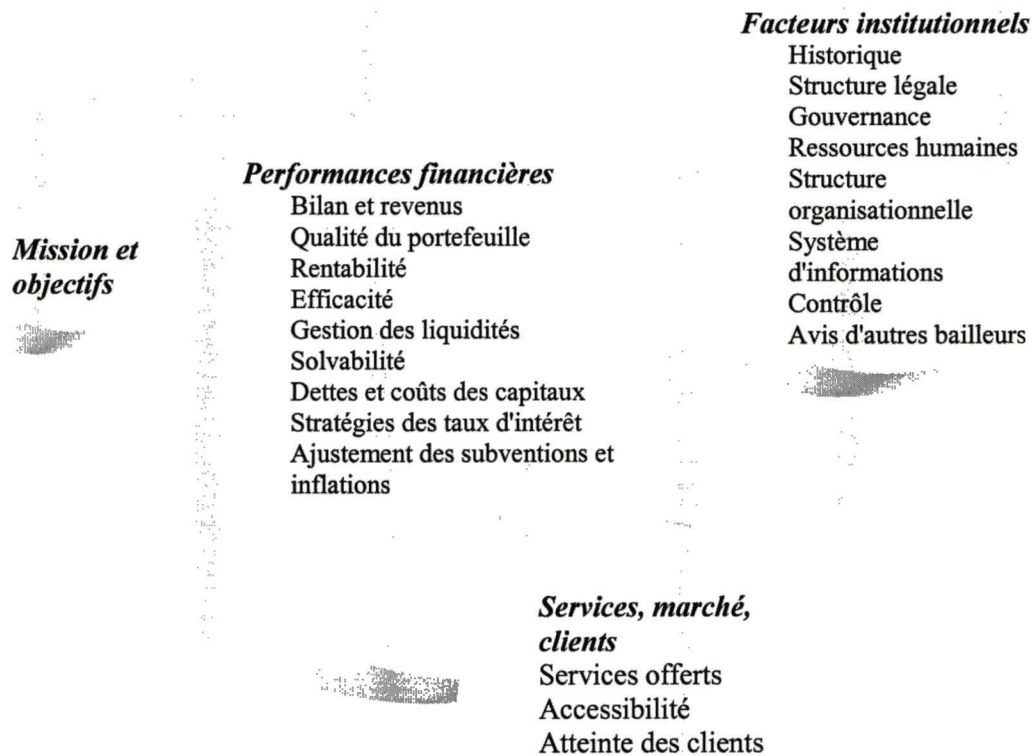 Facteurs institutionnels
Historique
Structure légale
Gouvernance
Ressources humaines
Structure
organisationnelle
Système
d'informations
Contrôle
Avis d'autres bailleurs
Performances financières
Bilan et revenus
Qualité du portefeuille
Rentabilité
Efficacité
Gestion des liquidités
Solvabilité
Dettes et coûts des capitaux
Stratégies des taux d'intérêt
Ajustement des subventions et
inflations
Mission et
objectifs
Services, marché,
clients
Services offerts
Accessibilité
Atteinte des clients